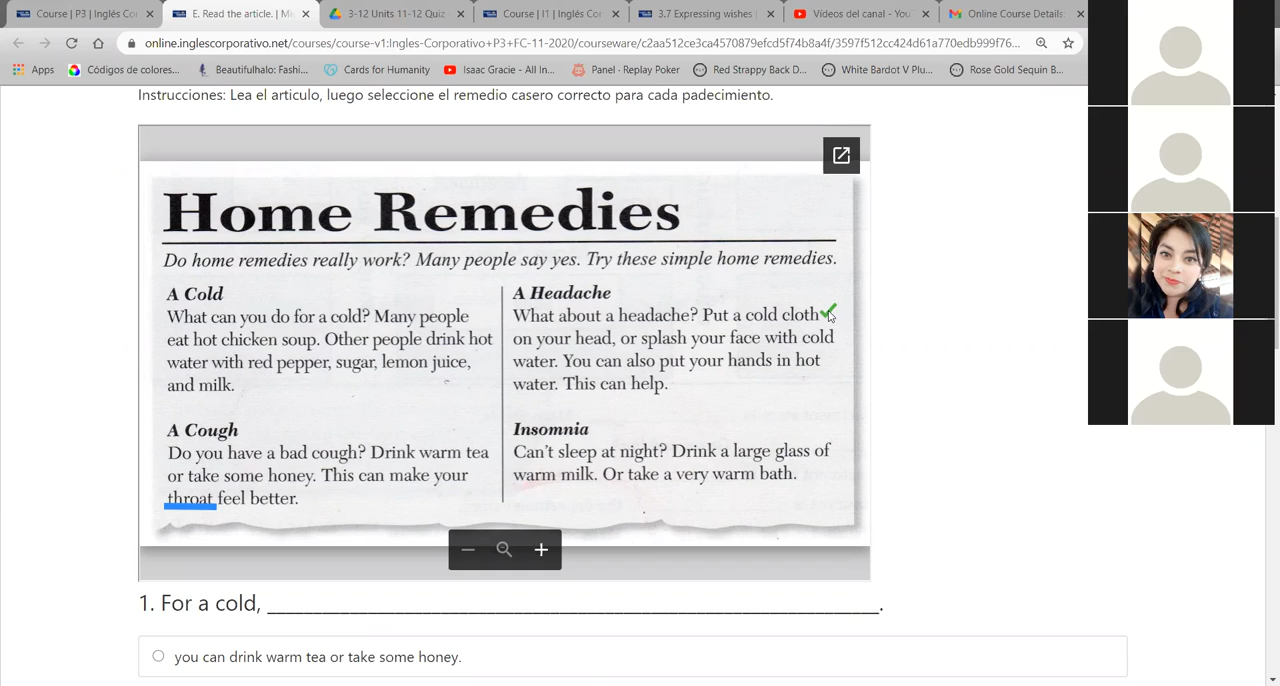 Course | P3 | Inglés Co
E. Read the article. | Mi
3-12 Units 11-12 Quiz
Course | I1 | Inglés Co
3.7 Expressing wishes |
Vídeos del canal - You
Online Course Details:
online.inglescorporativo.net/courses/course-v1:Ingles-Corporativo+P3+FC-11-2020/courseware/c2aa512ce3ca4570879efcd5f74b8a4f/3597f512cc424d61a770edb999f76...
Apps
Códigos de colores...
Beautifulhalo: Fashi...
Cards for Humanity
Isaac Gracie - All In...
Panel · Replay Poker
Red Strappy Back D...
White Bardot V Plu...
Rose Gold Sequin B...
Instrucciones: Lea el articulo, luego seleccione el remedio casero correcto para cada padecimiento.
Home Remedies
Do home remedies really work? Many people say yes. Try these simple home remedies.
A Cold
What can you do for a cold? Many people
eat hot chicken soup. Other people drink hot
water with red pepper, sugar, lemon juice,
and milk.
A Cough
Do you have a bad cough? Drink warm tea
or take some honey. This can make your
throat feel better.
A Headache
What about a headache? Put a cold cloth
on your head, or splash your face with cold
water. You can also put your hands in hot
water. This can help.
Insomnia
Can't sleep at night? Drink a large glass of
warm milk. Or take a very warm bath.
1. For a cold, ______________________________________________.
you can drink warm tea or take some honey.